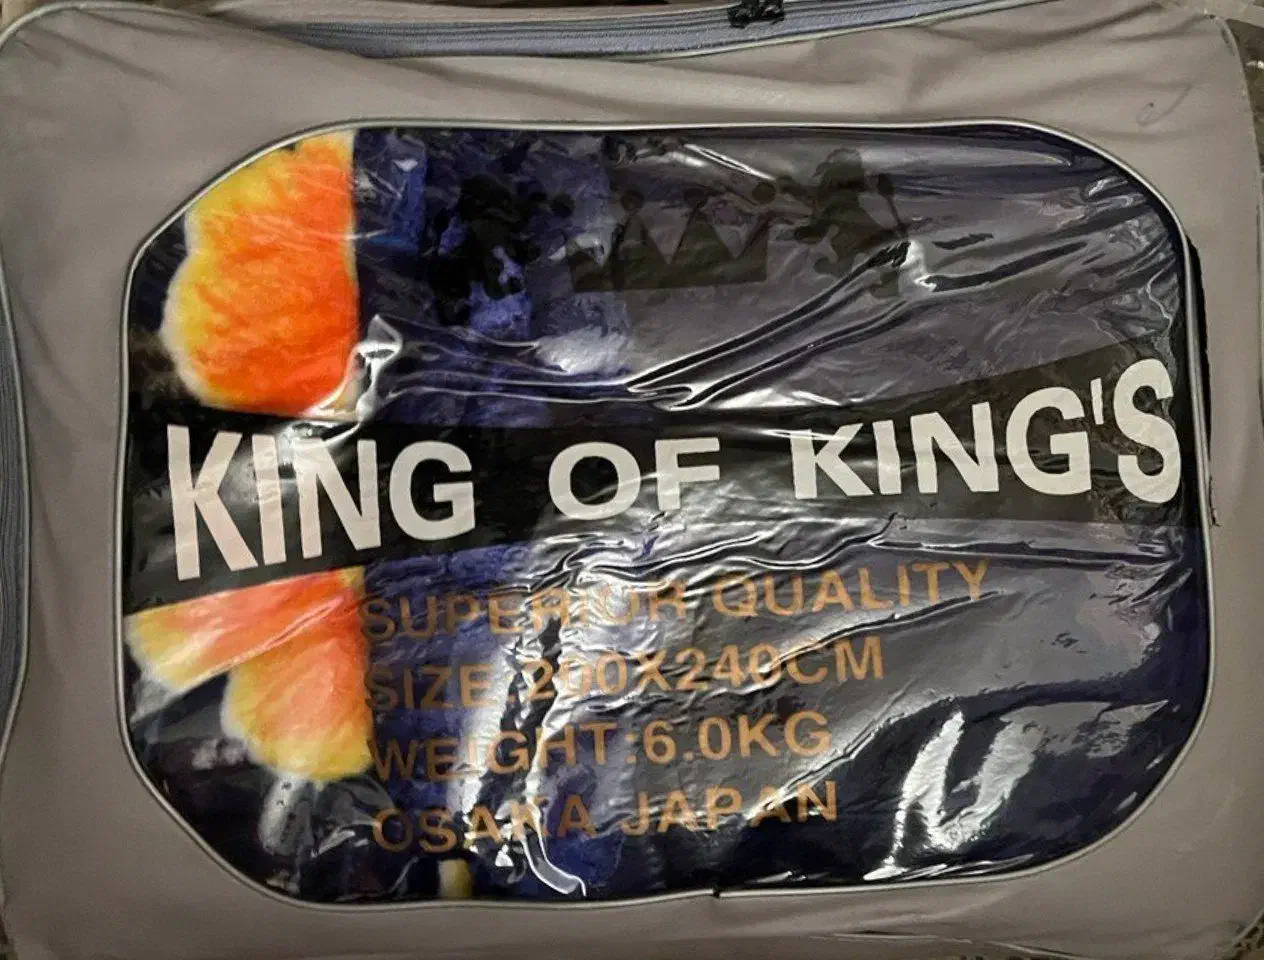 KING OF KING'S
SUPERIOR QUALITY
SIZE:200X240CM
WEIGHT:6.0KG
OSAKA JAPAN